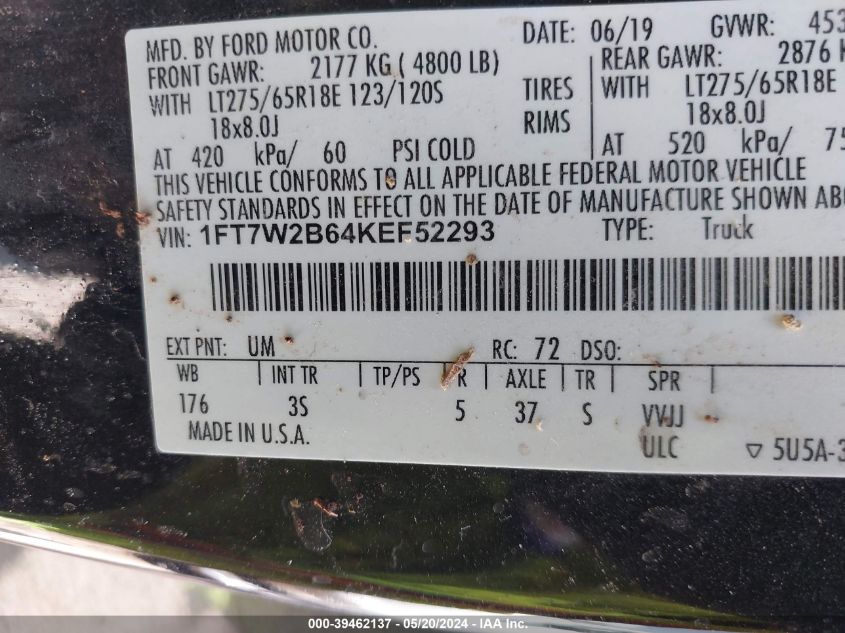 MFD. BY FORD MOTOR CO.
DATE: 06/19 GVWR: 453
FRONT GAWR: 2177 KG ( 4800 LB)
REAR GAWR: 2876 K
WITH LT275/65R18E 123/120S TIRES WITH LT275/65R18E
18x8.0J RIMS 18x8.0J
AT 420 kPa/ 60 PSI COLD AT 520 kPa/ 75
THIS VEHICLE CONFORMS TO ALL APPLICABLE FEDERAL MOTOR VEHICLE
SAFETY STANDARDS IN EFFECT ON THE DATE OF MANUFACTURE SHOWN ABO
VIN: 1FT7W2B64KEF52293 TYPE: Truck
EXT PNT: UM RC: 72 DSO:
WB INT TR TP/PS R AXLE TR SPR
176 3S 5 37 S VVJJ
MADE IN U.S.A. ULC ▽ 5U5A-3
000-39462137 - 05/20/2024 - IAA Inc.